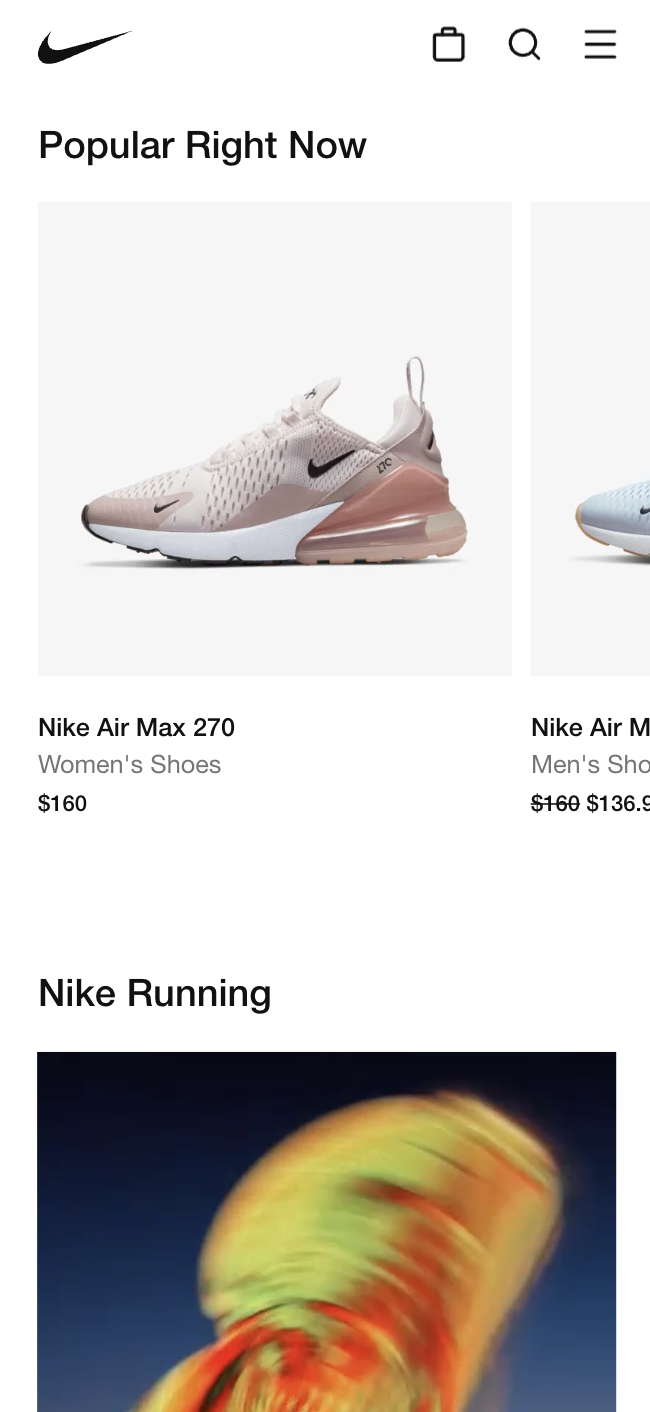 Popular Right Now
270
Nike Air Max 270
Women's Shoes
$160
Nike Air M
Men's Sho
$160 $136.9
Nike Running